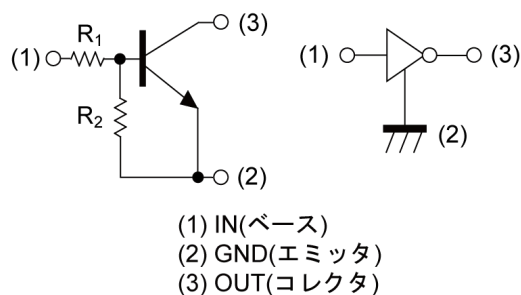 (3)
(1) R1
R2
(2)
(1) (3)
(2)
(1) IN(ベース)
(2) GND(エミッタ)
(3) OUT(コレクタ)